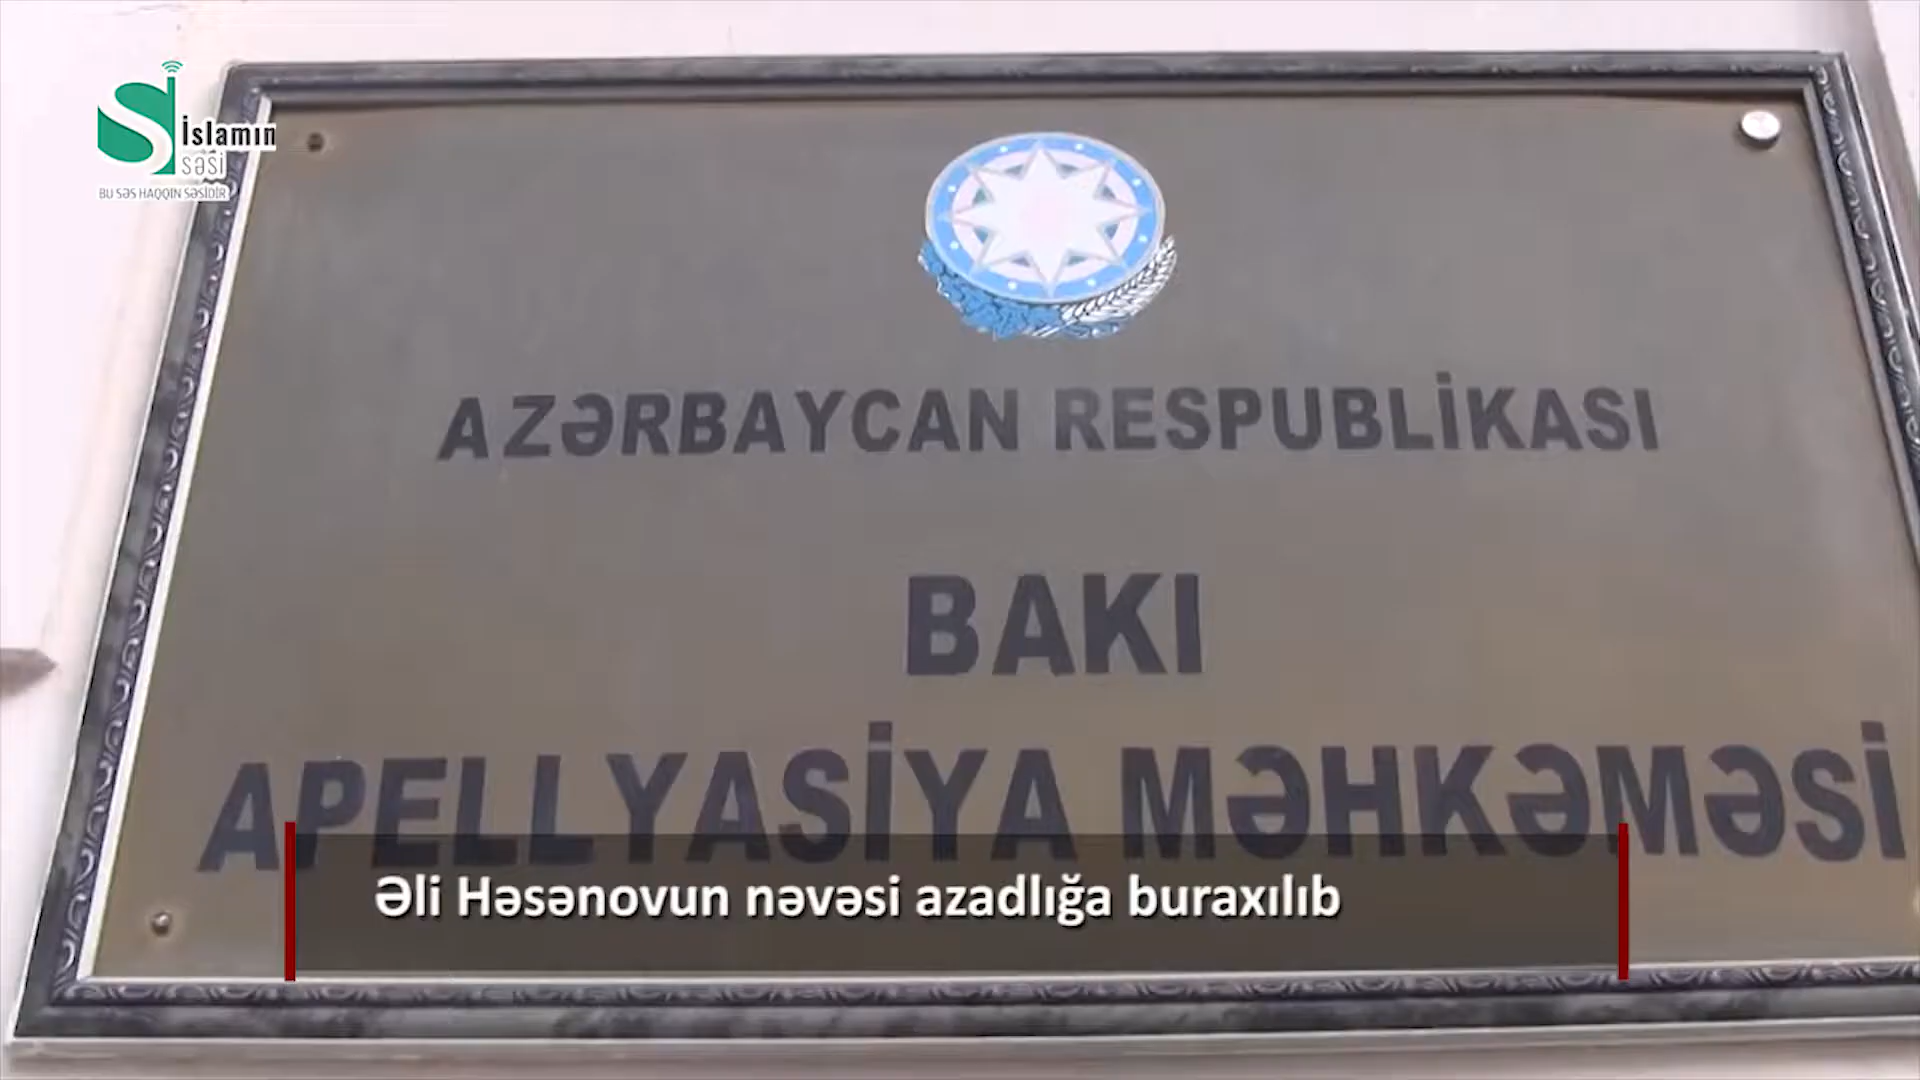 İslamın
səsi
BU SƏS HAQQIN SƏSİDİR
AZƏRBAYCAN RESPUBLİKASI
BAKI
APELLYASİYA MƏHKƏMƏSİ
Əli Həsənovun nəvəsi azadlığa buraxılıb